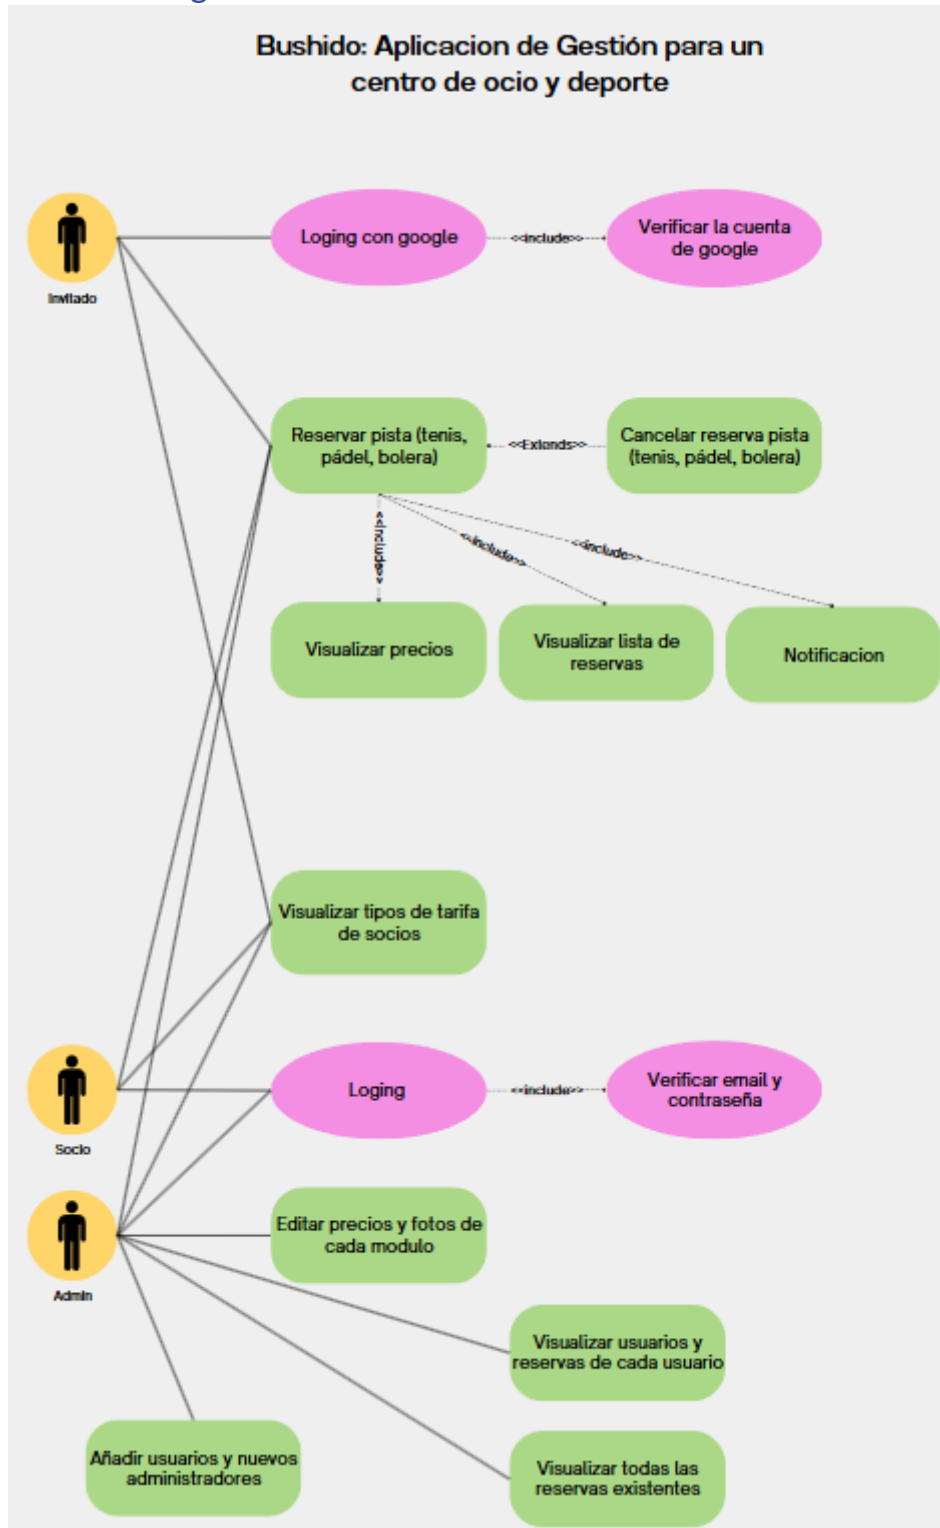 Bushido: Aplicacion de Gestión para un
centro de ocio y deporte
Invitado
Loging con google
<<include>>
Verificar la cuenta
de google
Reservar pista (tenis,
pádel, bolera)
<<Extends>>
Cancelar reserva pista
(tenis, pádel, bolera)
<<include>>
<<include>>
<<include>>
Visualizar precios
Visualizar lista de
reservas
Notificacion
Visualizar tipos de tarifa
de socios
Socio
Loging
<<include>>
Verificar email y
contraseña
Admin
Editar precios y fotos de
cada modulo
Visualizar usuarios y
reservas de cada usuario
Añadir usuarios y nuevos
administradores
Visualizar todas las
reservas existentes